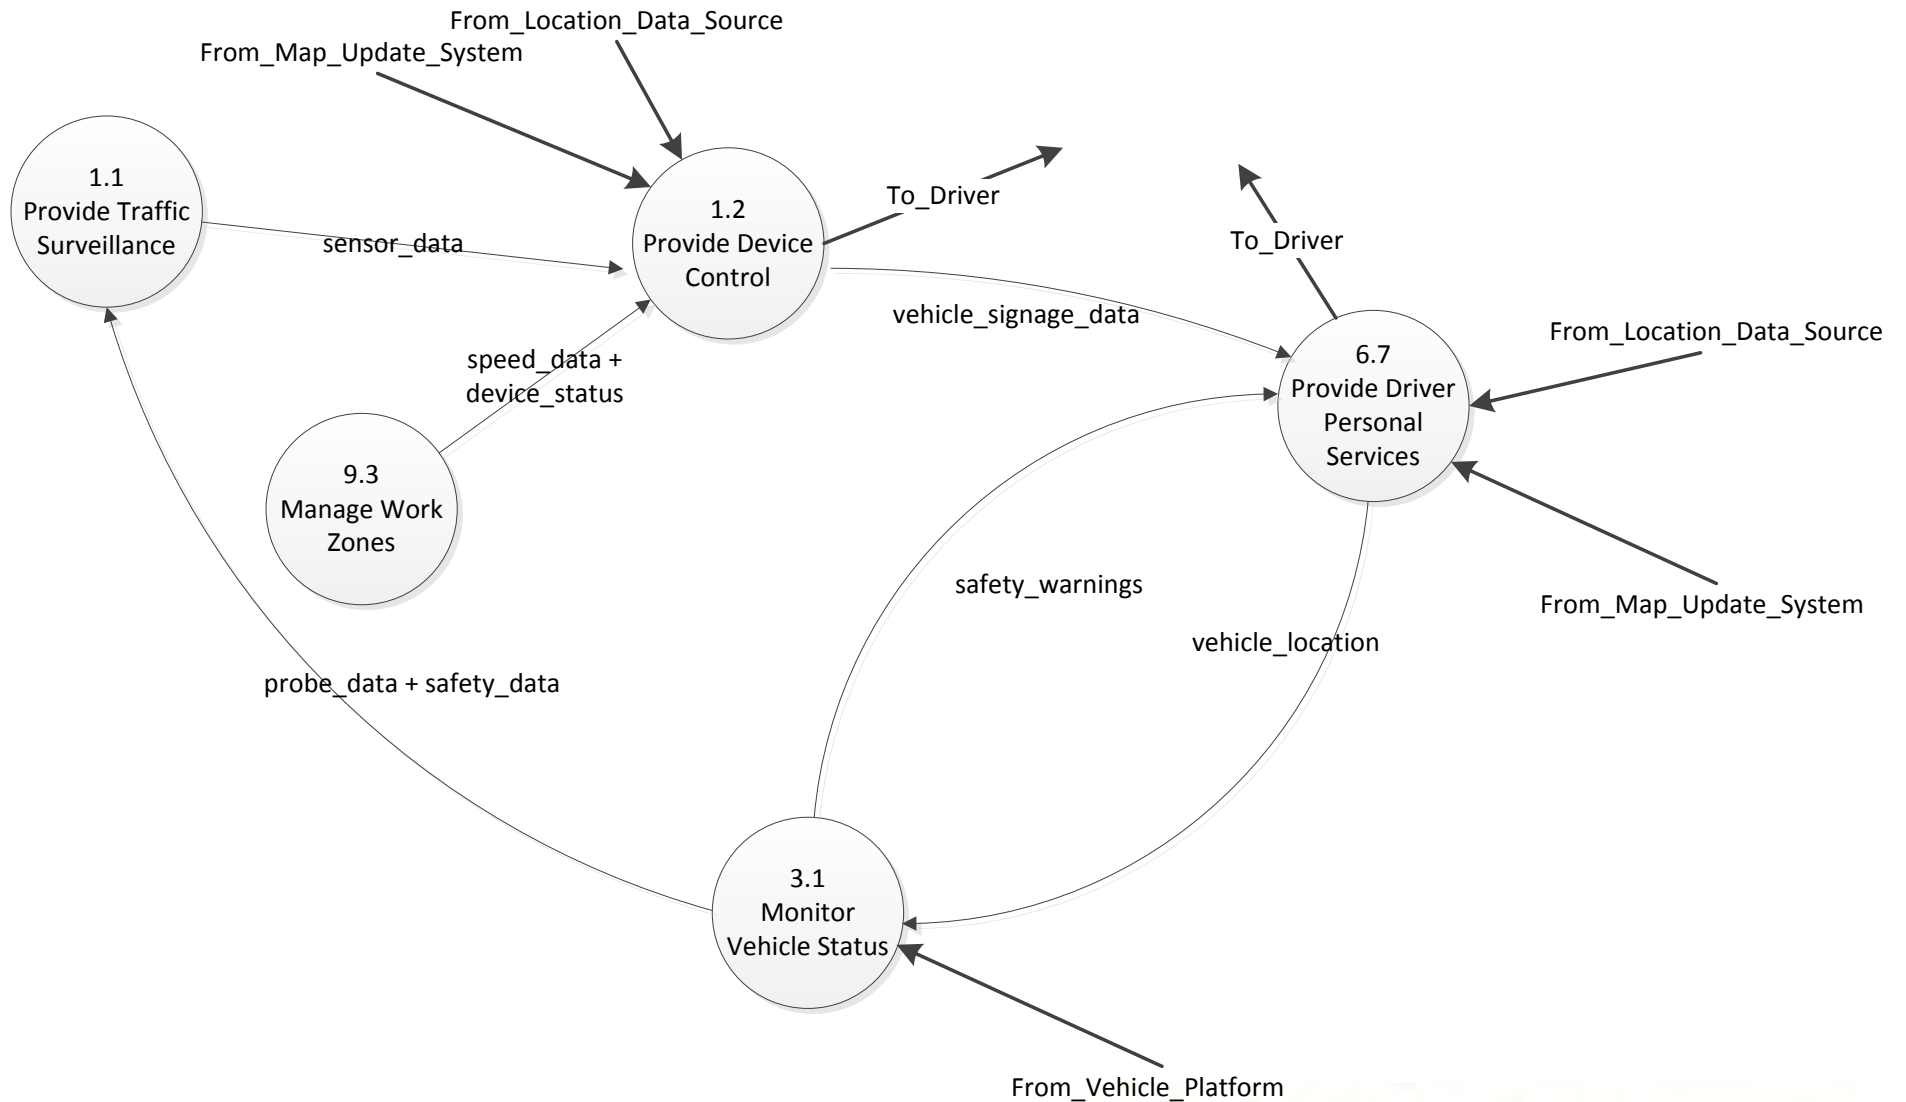 From_Location_Data_Source
From_Map_Update_System
1.1
Provide Traffic
Surveillance
sensor_data
1.2
Provide Device
Control
To_Driver
To_Driver
vehicle_signage_data
speed_data +
device_status
6.7
Provide Driver
Personal
Services
From_Location_Data_Source
9.3
Manage Work
Zones
safety_warnings
From_Map_Update_System
vehicle_location
probe_data + safety_data
3.1
Monitor
Vehicle Status
From_Vehicle_Platform